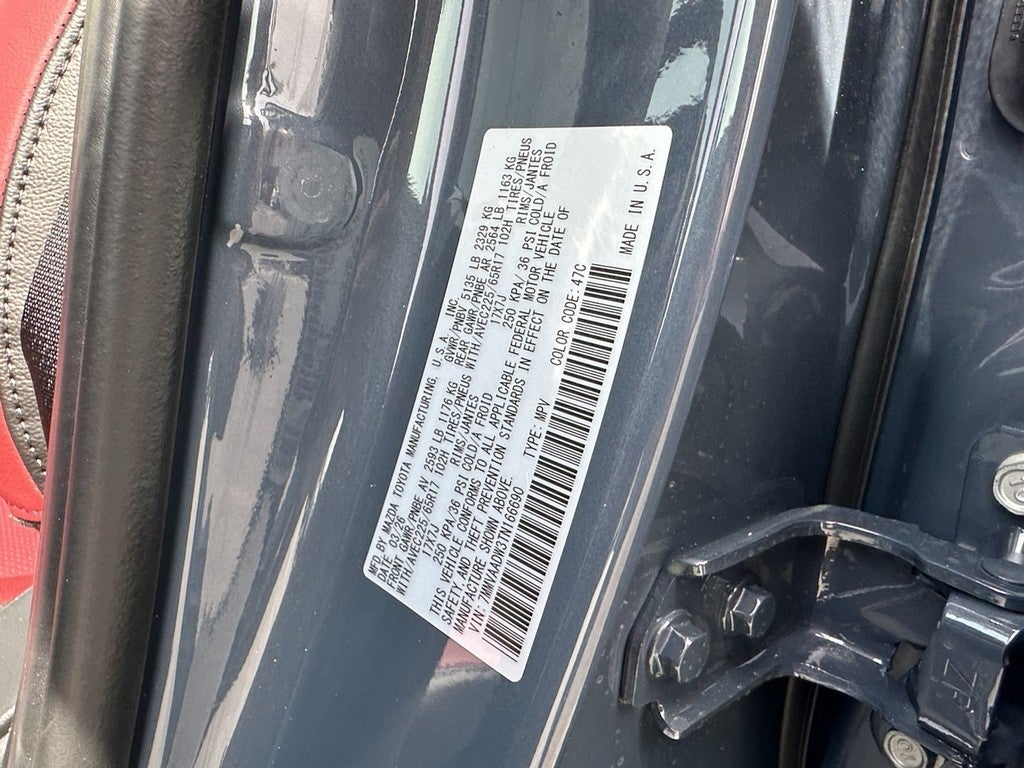 MFD BY MAZDA TOYOTA MANUFACTURING, U.S.A., INC.
DATE: 03/26 GVWR/PNBV 5135 LB 2329 KG
FRONT GAWR/PNBE AV 2593 LB 1176 KG REAR GAWR/PNBE AR 2564 LB 1163 KG
WITH/AVEC225/65R17 102H TIRES/PNEUS WITH/AVEC225/65R17 102H TIRES/PNEUS
17X7J RIMS/JANTES 17X7J RIMS/JANTES
250 KPA/36 PSI COLD/A FROID 250 KPA/36 PSI COLD/A FROID
THIS VEHICLE CONFORMS TO ALL APPLICABLE FEDERAL MOTOR VEHICLE
SAFETY AND THEFT PREVENTION STANDARDS IN EFFECT ON THE DATE OF
MANUFACTURE SHOWN ABOVE.
VIN: 7MMVAADW3TN166690 TYPE: MPV COLOR CODE: 47C
MADE IN U.S.A.
ZP